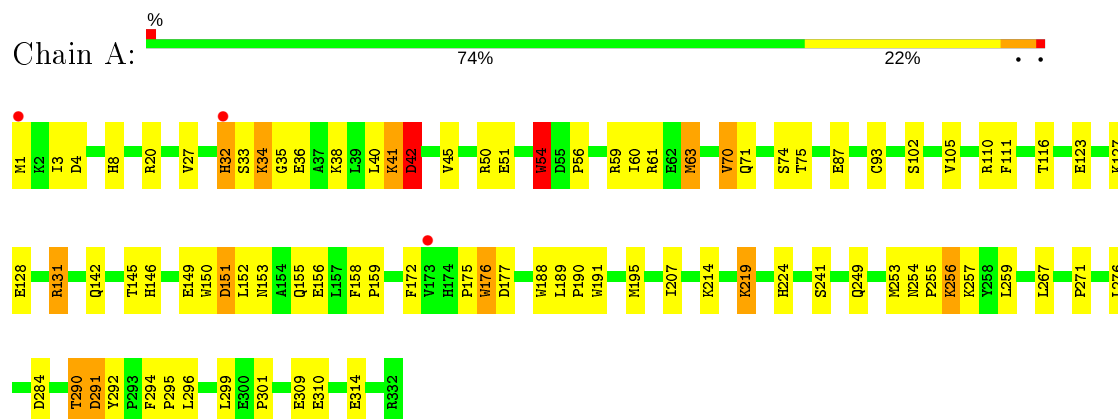 %
Chain A:
74% 22% • •
M1 K2 I3 D4 H8 R20 V27 H32 S33 K34 G35 E36 A37 K38 L39 L40 K41 D42 V45 R50 E51 W54 D55 P56 R59 I60 R61 E62 M63 V70 Q71 S74 T75 E87 C93 S102 V105 R110 F111 T116 E123 K127
E128 R131 Q142 T145 H146 E149 W150 D151 L152 N153 A154 Q155 E156 L157 F158 P159 F172 V173 H174 P175 W176 D177 W188 L189 P190 W191 M195 I207 K214 K219 H224 S241 Q249 M253 N254 P255 K256 K257 Y258 L259 L267 P271 L276
D284 T290 D291 Y292 P293 F294 P295 L296 L299 E300 P301 E309 E310 E314 R332